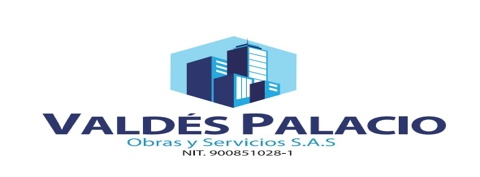 VALDÉS PALACIO
Obras y Servicios S.A.S
NIT. 900851028-1